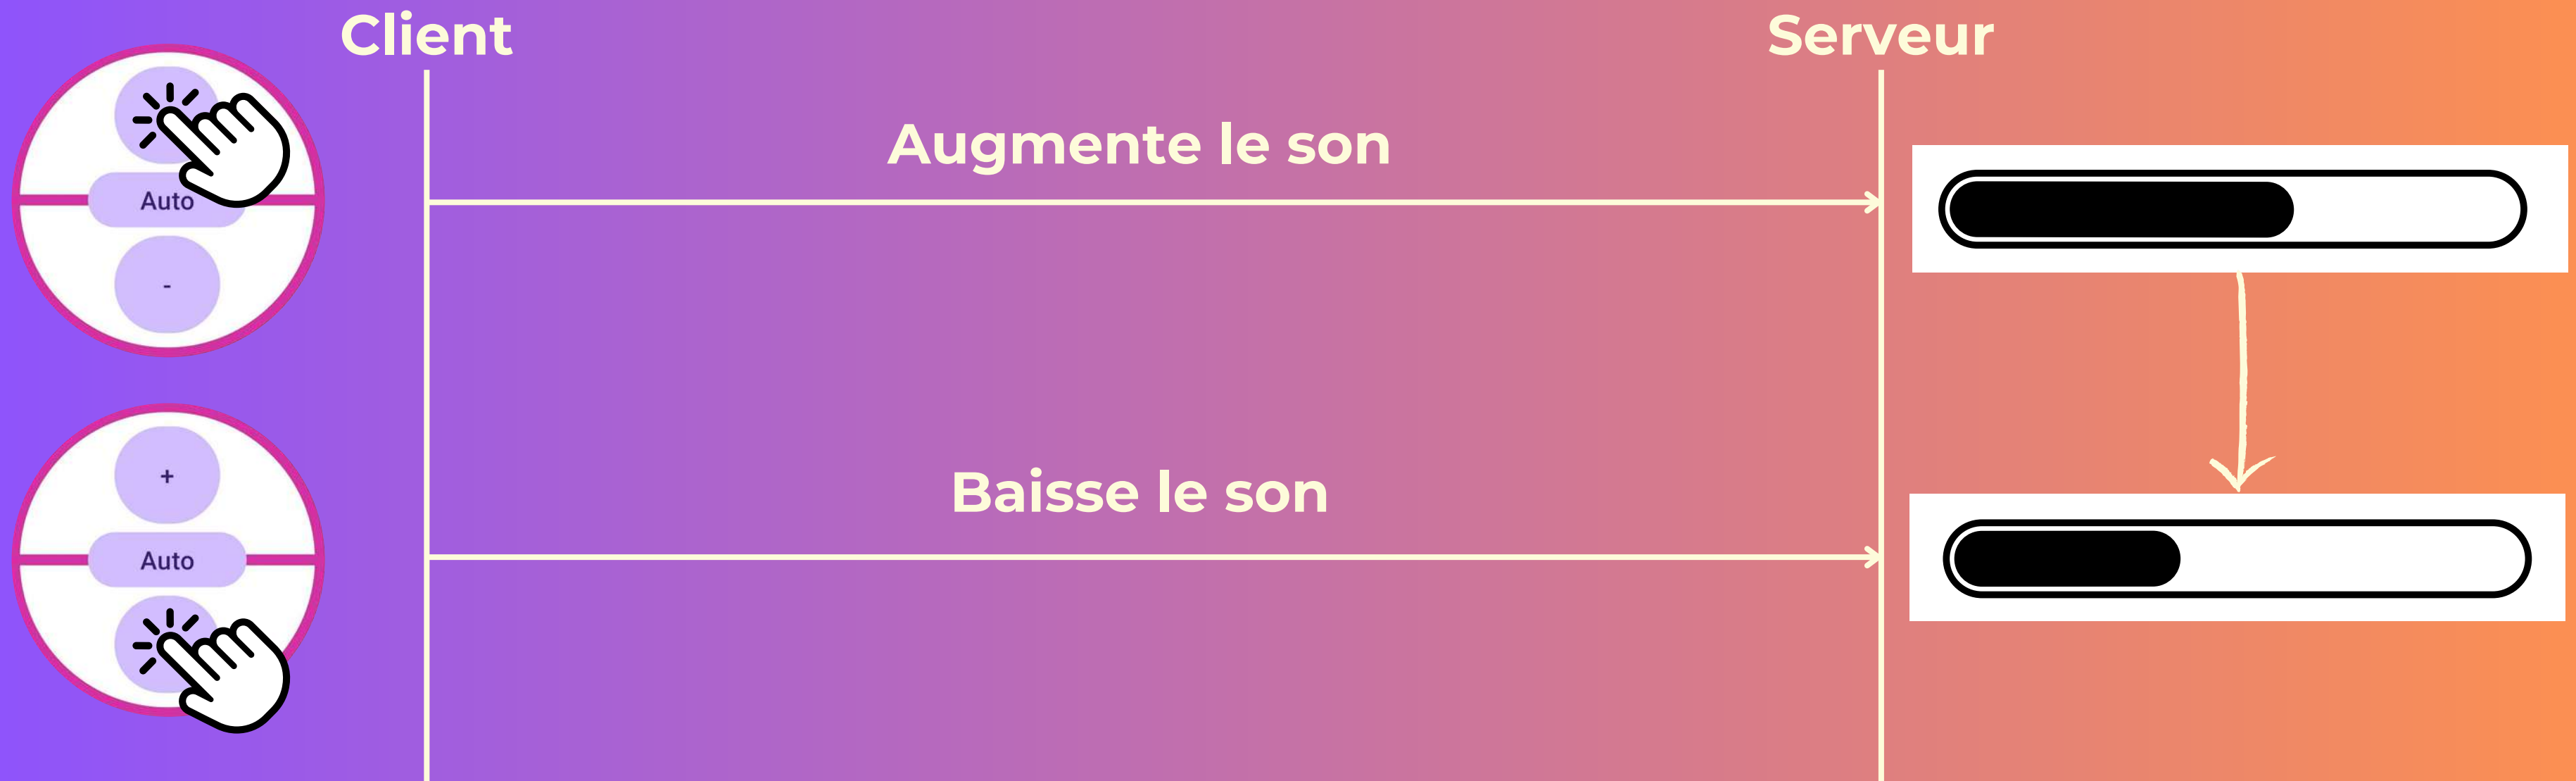 Client
Serveur
Augmente le son
Auto
-
+
Baisse le son
Auto